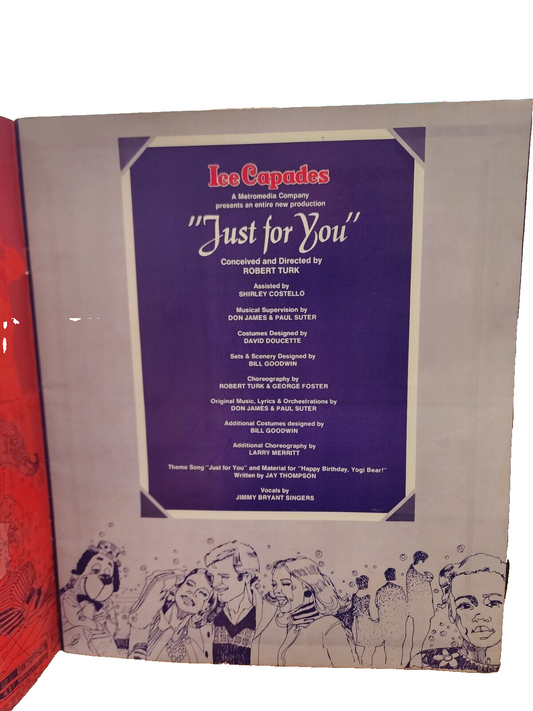 Ice Capades
A Metromedia Company
presents an entire new production
"Just for You"
Conceived and Directed by
ROBERT TURK
Assisted by
SHIRLEY COSTELLO
Musical Supervision by
DON JAMES & PAUL SUTER
Costumes Designed by
DAVID DOUCETTE
Sets & Scenery Designed by
BILL GOODWIN
Choreography by
ROBERT TURK & GEORGE FOSTER
Original Music, Lyrics & Orchestrations by
DON JAMES & PAUL SUTER
Additional Costumes designed by
BILL GOODWIN
Additional Choreography by
LARRY MERRITT
Theme Song "Just for You" and Material for "Happy Birthday, Yogi Bear!"
Written by JAY THOMPSON
Vocals by
JIMMY BRYANT SINGERS